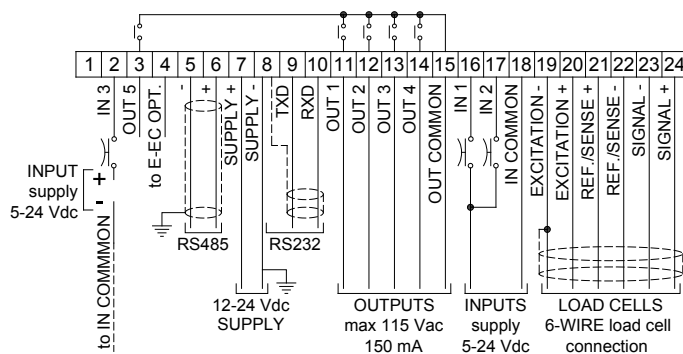 1 2 3 4 5 6 7 8 9 10 11 12 13 14 15 16 17 18 19 20 21 22 23 24
IN 3
OUT 5
to E-EC OPT.
-
+
SUPPLY +
SUPPLY -
TXD
RXD
OUT 1
OUT 2
OUT 3
OUT 4
OUT COMMON
IN 1
IN 2
IN COMMON
EXCITATION -
EXCITATION +
REF./SENSE +
REF./SENSE -
SIGNAL -
SIGNAL +
INPUT
supply
5-24 Vdc
+
-
to IN COMMON
RS485
RS232
12-24 Vdc
SUPPLY
OUTPUTS
max 115 Vac
150 mA
INPUTS
supply
5-24 Vdc
LOAD CELLS
6-WIRE load cell
connection